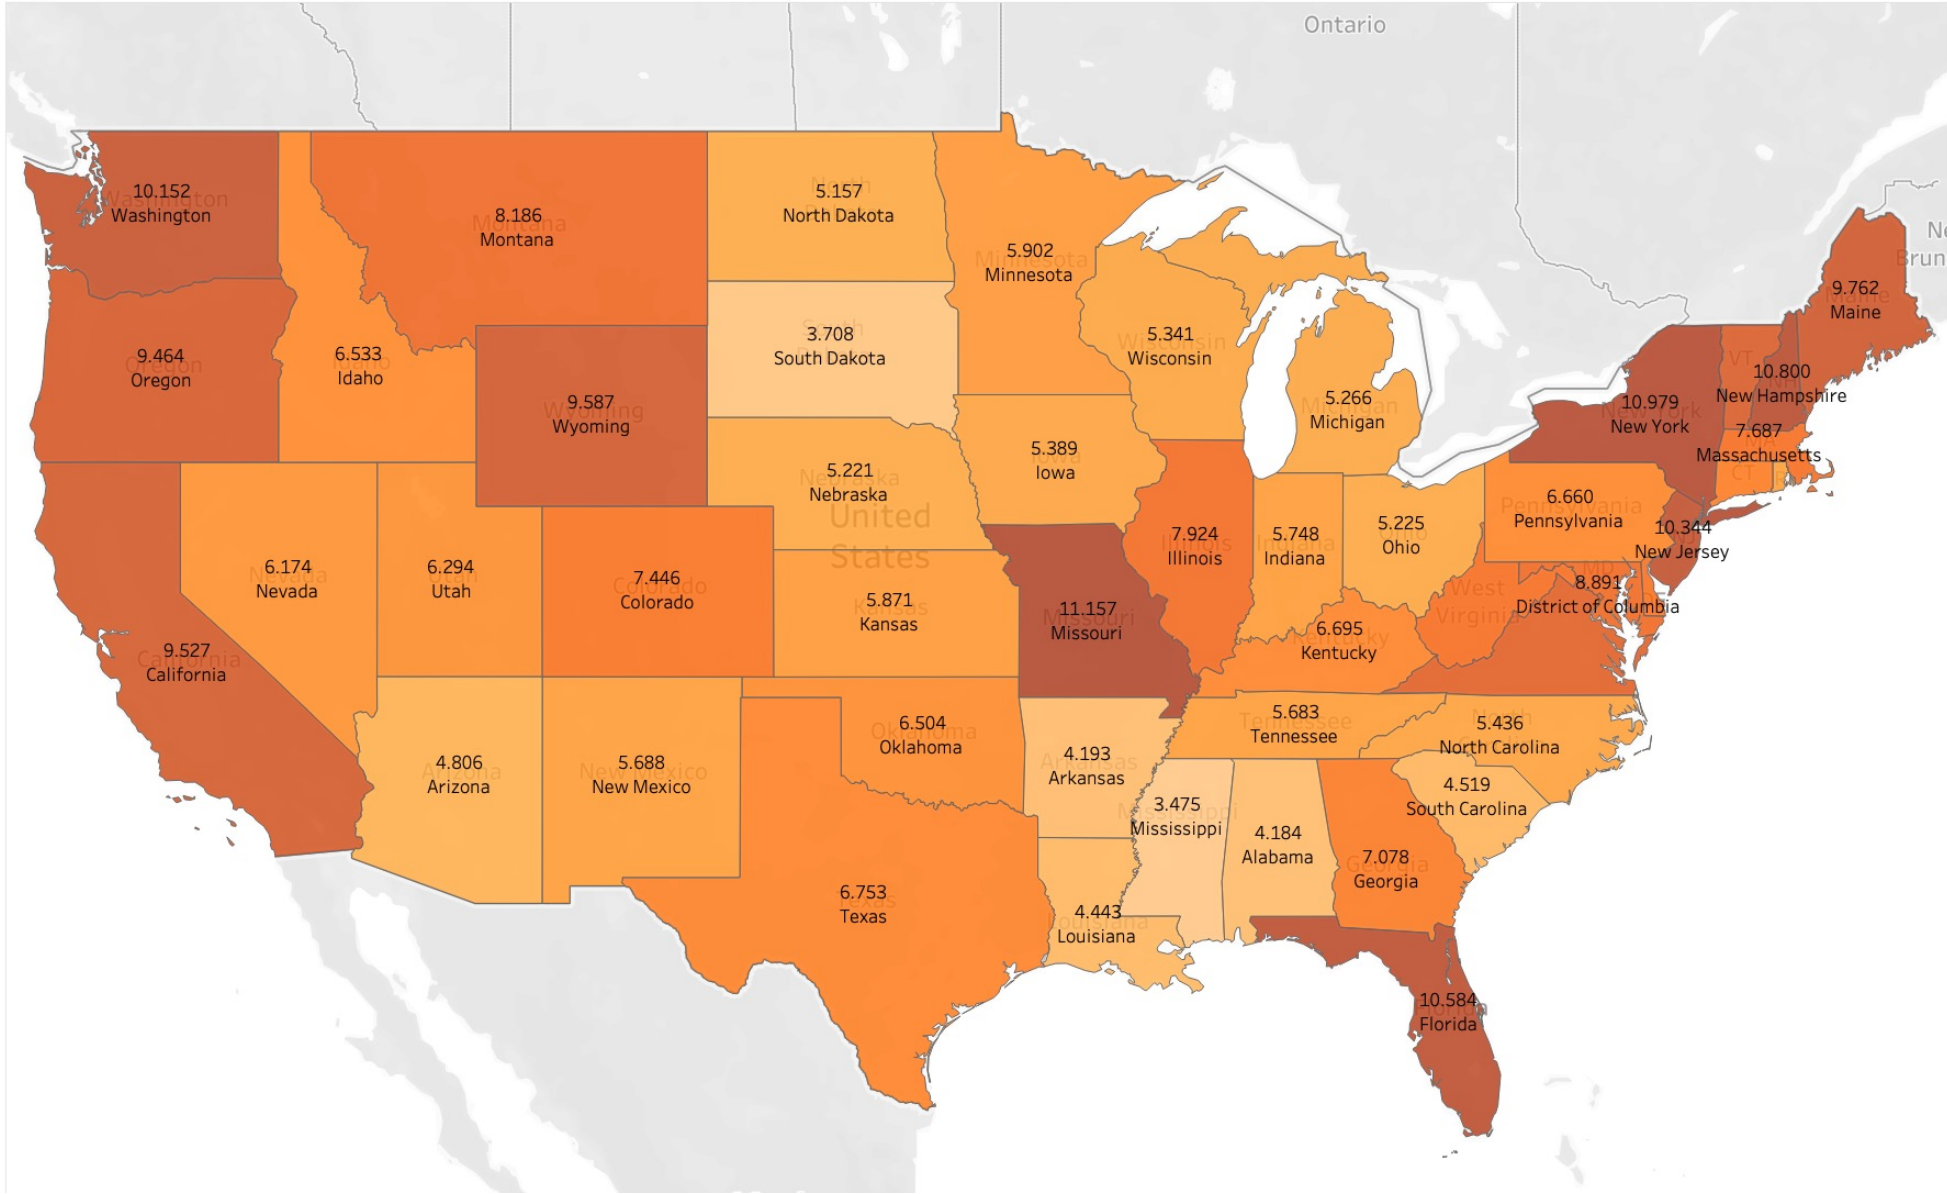 Ontario
Ne
Brun
10.152
Washington
8.186
Montana
5.157
North Dakota
5.902
Minnesota
9.762
Maine
9.464
Oregon
6.533
Idaho
9.587
Wyoming
3.708
South Dakota
5.341
Wisconsin
5.266
Michigan
VT
10.800
New Hampshire
10.979
New York
7.687
Massachusetts
CT
5.389
Iowa
5.221
Nebraska
United
States
6.660
Pennsylvania
10.344
New Jersey
6.174
Nevada
6.294
Utah
7.446
Colorado
5.871
Kansas
11.157
Missouri
7.924
Illinois
5.748
Indiana
5.225
Ohio
West
Virginia
MD
8.891
District of Columbia
9.527
California
6.695
Kentucky
4.806
Arizona
5.688
New Mexico
6.504
Oklahoma
4.193
Arkansas
5.683
Tennessee
5.436
North Carolina
4.519
South Carolina
3.475
Mississippi
4.184
Alabama
7.078
Georgia
6.753
Texas
4.443
Louisiana
10.584
Florida